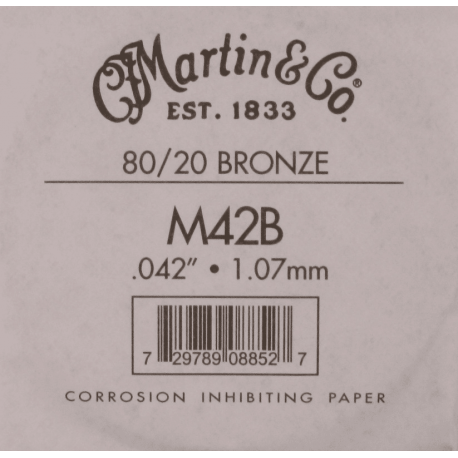 CFMartin & Co.®
EST. 1833
80/20 BRONZE
M42B
.042” • 1.07mm
7 29789 08852 7
CORROSION INHIBITING PAPER